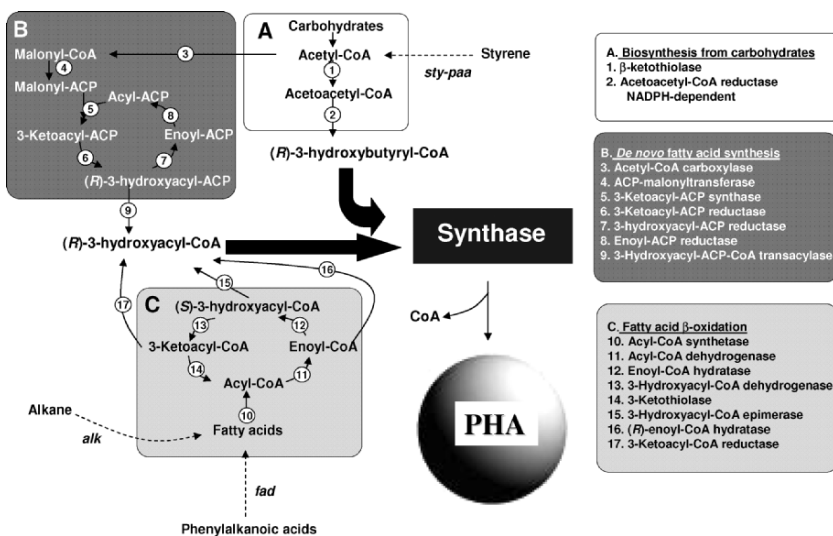 B
Malonyl-CoA
4
Malonyl-ACP
5
Acyl-ACP
8
3-Ketoacyl-ACP
Enoyl-ACP
6
7
(R)-3-hydroxyacyl-ACP
9
3
A
Carbohydrates
Acetyl-CoA
1
Acetoacetyl-CoA
2
(R)-3-hydroxybutyryl-CoA
Styrene
sty-paa
(R)-3-hydroxyacyl-CoA
Synthase
CoA
PHA
C
15
16
17
(S)-3-hydroxyacyl-CoA
13
12
3-Ketoacyl-CoA
Enoyl-CoA
14
11
Acyl-CoA
10
Fatty acids
Alkane
alk
fad
Phenylalkanoic acids
A. Biosynthesis from carbohydrates
1. β-ketothiolase
2. Acetoacetyl-CoA reductase
NADPH-dependent
B. De novo fatty acid synthesis
3. Acetyl-CoA carboxylase
4. ACP-malonyltransferase
5. 3-Ketoacyl-ACP synthase
6. 3-Ketoacyl-ACP reductase
7. 3-hydroxyacyl-ACP reductase
8. Enoyl-ACP reductase
9. 3-Hydroxyacyl-ACP-CoA transacylase
C. Fatty acid β-oxidation
10. Acyl-CoA synthetase
11. Acyl-CoA dehydrogenase
12. Enoyl-CoA hydratase
13. 3-Hydroxyacyl-CoA dehydrogenase
14. 3-Ketothiolase
15. 3-Hydroxyacyl-CoA epimerase
16. (R)-enoyl-CoA hydratase
17. 3-Ketoacyl-CoA reductase